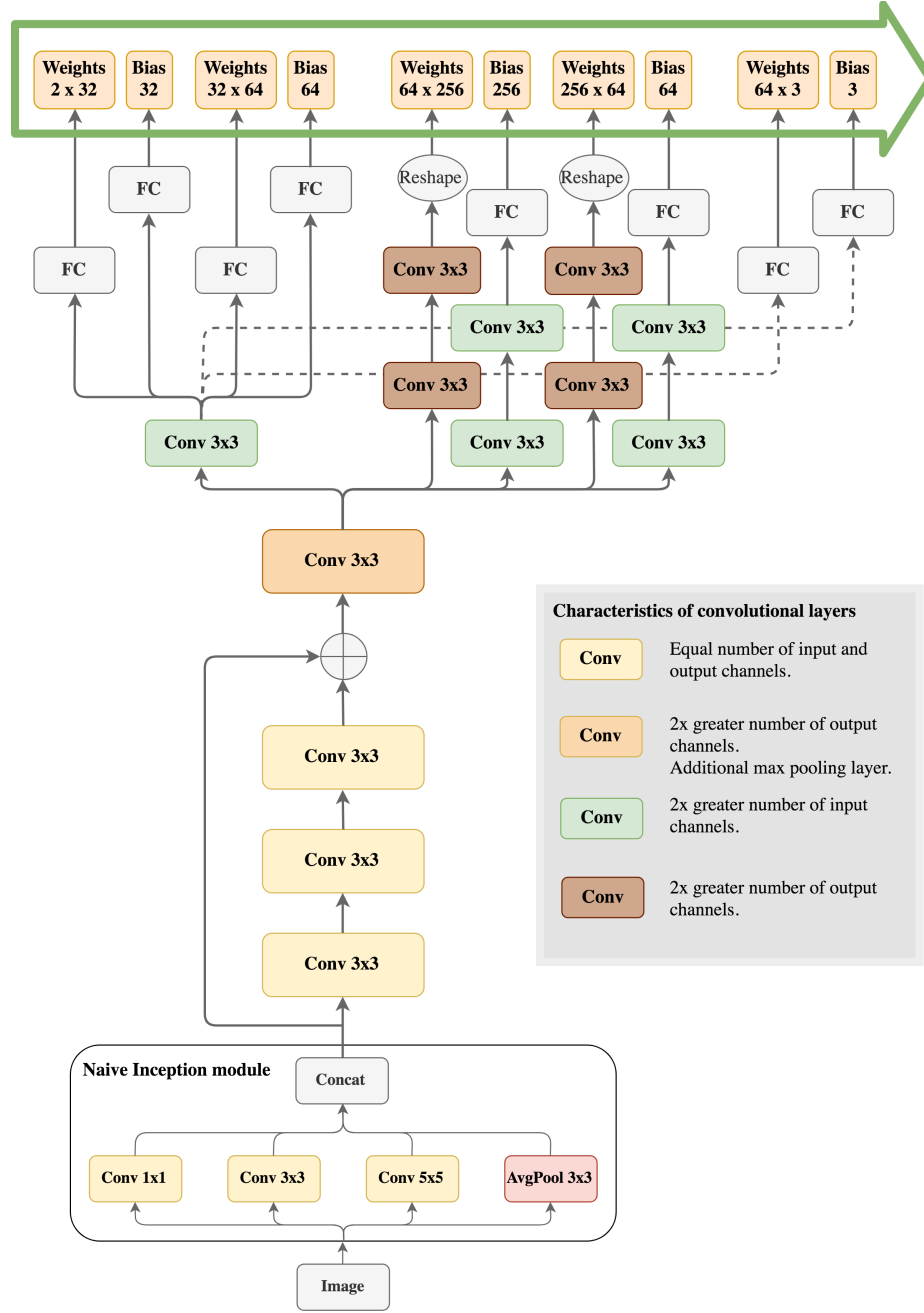 Weights
2 x 32
Bias
32
Weights
32 x 64
Bias
64
Weights
64 x 256
Bias
256
Weights
256 x 64
Bias
64
Weights
64 x 3
Bias
3
Reshape
Reshape
FC
FC
FC
FC
FC
FC
Conv 3x3
Conv 3x3
FC
FC
Conv 3x3
Conv 3x3
Conv 3x3
Conv 3x3
Conv 3x3
Conv 3x3
Conv 3x3
Conv 3x3
Characteristics of convolutional layers
Conv
Equal number of input and
output channels.
Conv
2x greater number of output
channels.
Additional max pooling layer.
Conv
2x greater number of input
channels.
Conv
2x greater number of output
channels.
Conv 3x3
Conv 3x3
Conv 3x3
Naive Inception module
Concat
Conv 1x1
Conv 3x3
Conv 5x5
AvgPool 3x3
Image